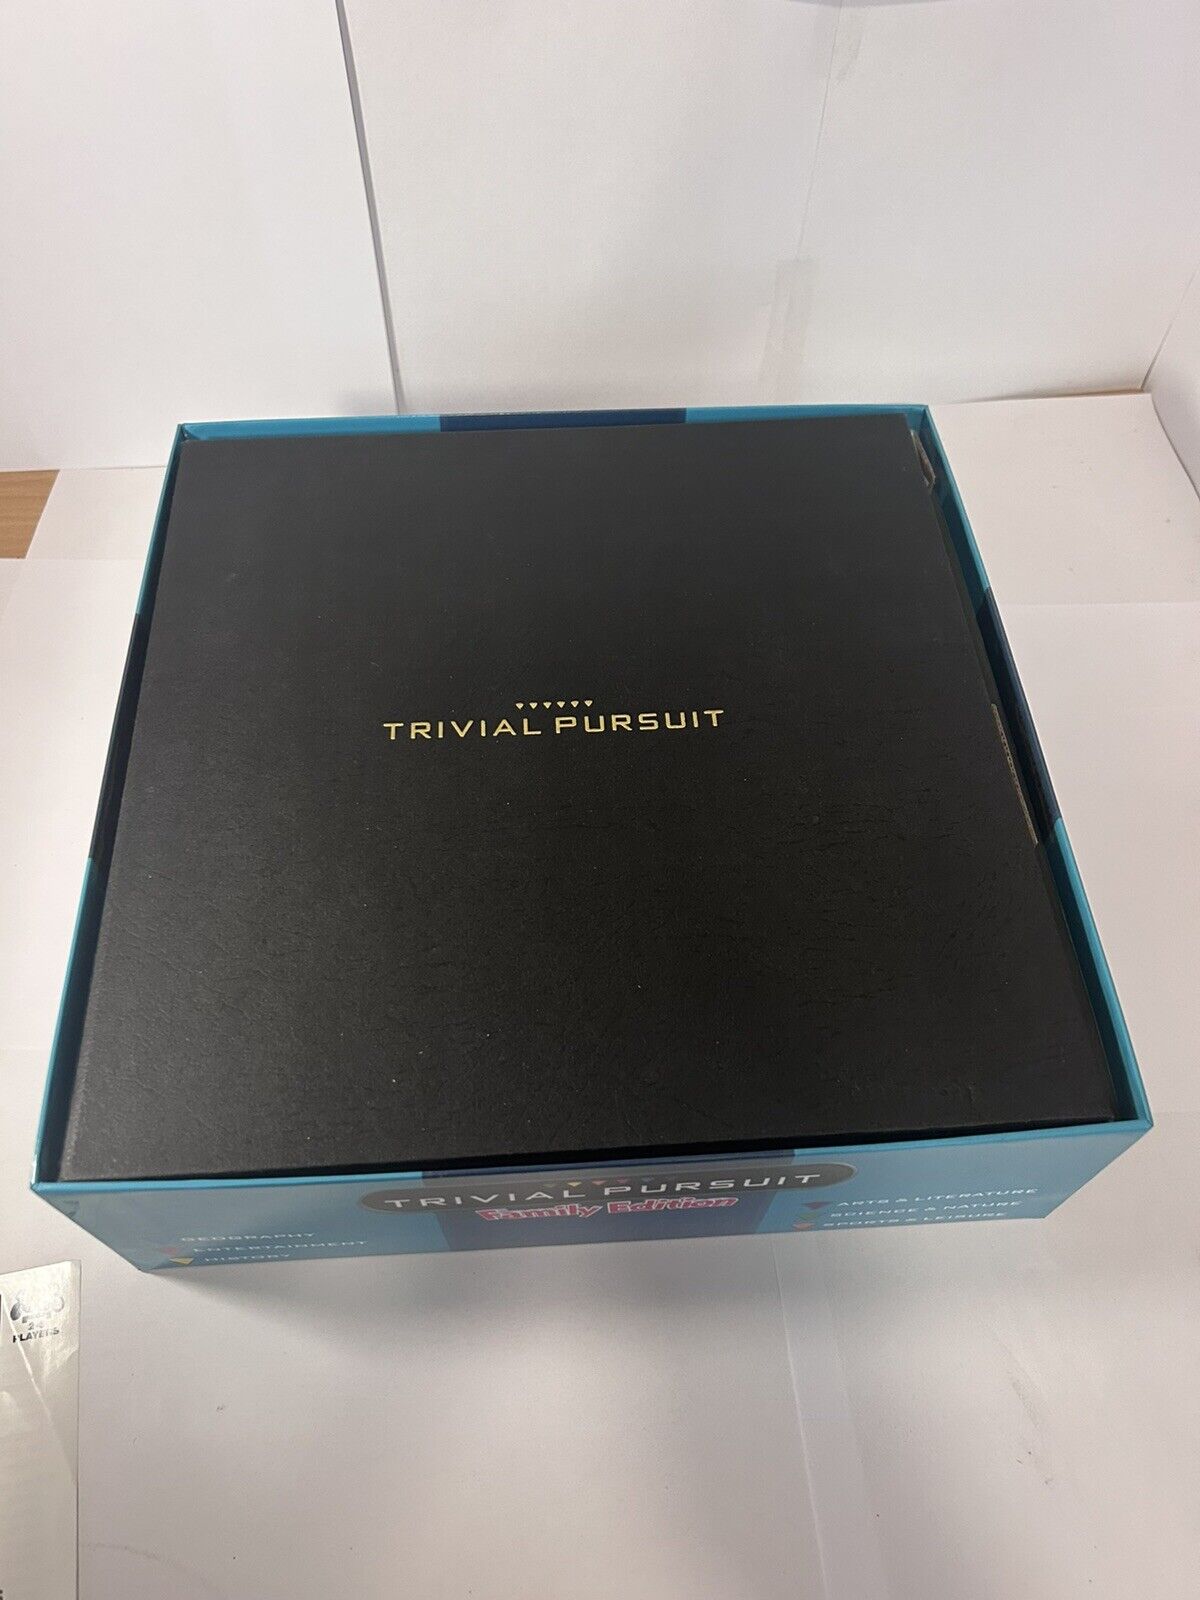 TRIVIAL PURSUIT
TRIVIAL PURSUIT
Family Edition
GEOGRAPHY
ENTERTAINMENT
HISTORY
ARTS & LITERATURE
SCIENCE & NATURE
SPORTS & LEISURE
PLAYERS